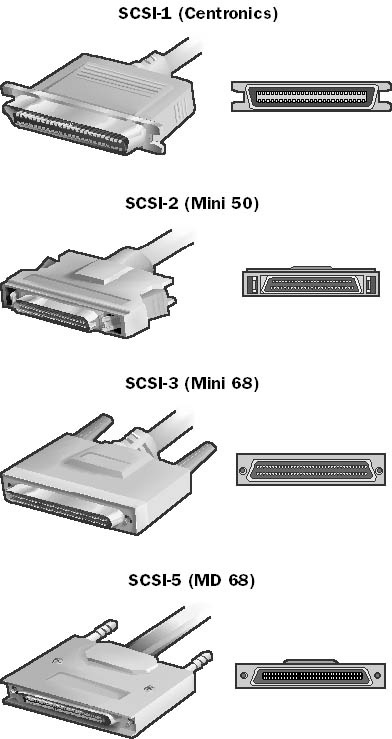 SCSI-1 (Centronics)
SCSI-2 (Mini 50)
SCSI-3 (Mini 68)
SCSI-5 (MD 68)